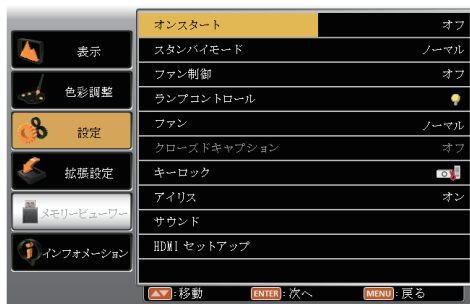 表示
色彩調整
設定
拡張設定
メモリービューワー
インフォメーション
オンスタート オフ
スタンバイモード ノーマル
ファン制御 オフ
ランプコントロール
ファン ノーマル
クローズドキャプション オフ
キーロック
アイリス オン
サウンド
HDMI セットアップ
:移動 ENTER :次へ MENU :戻る